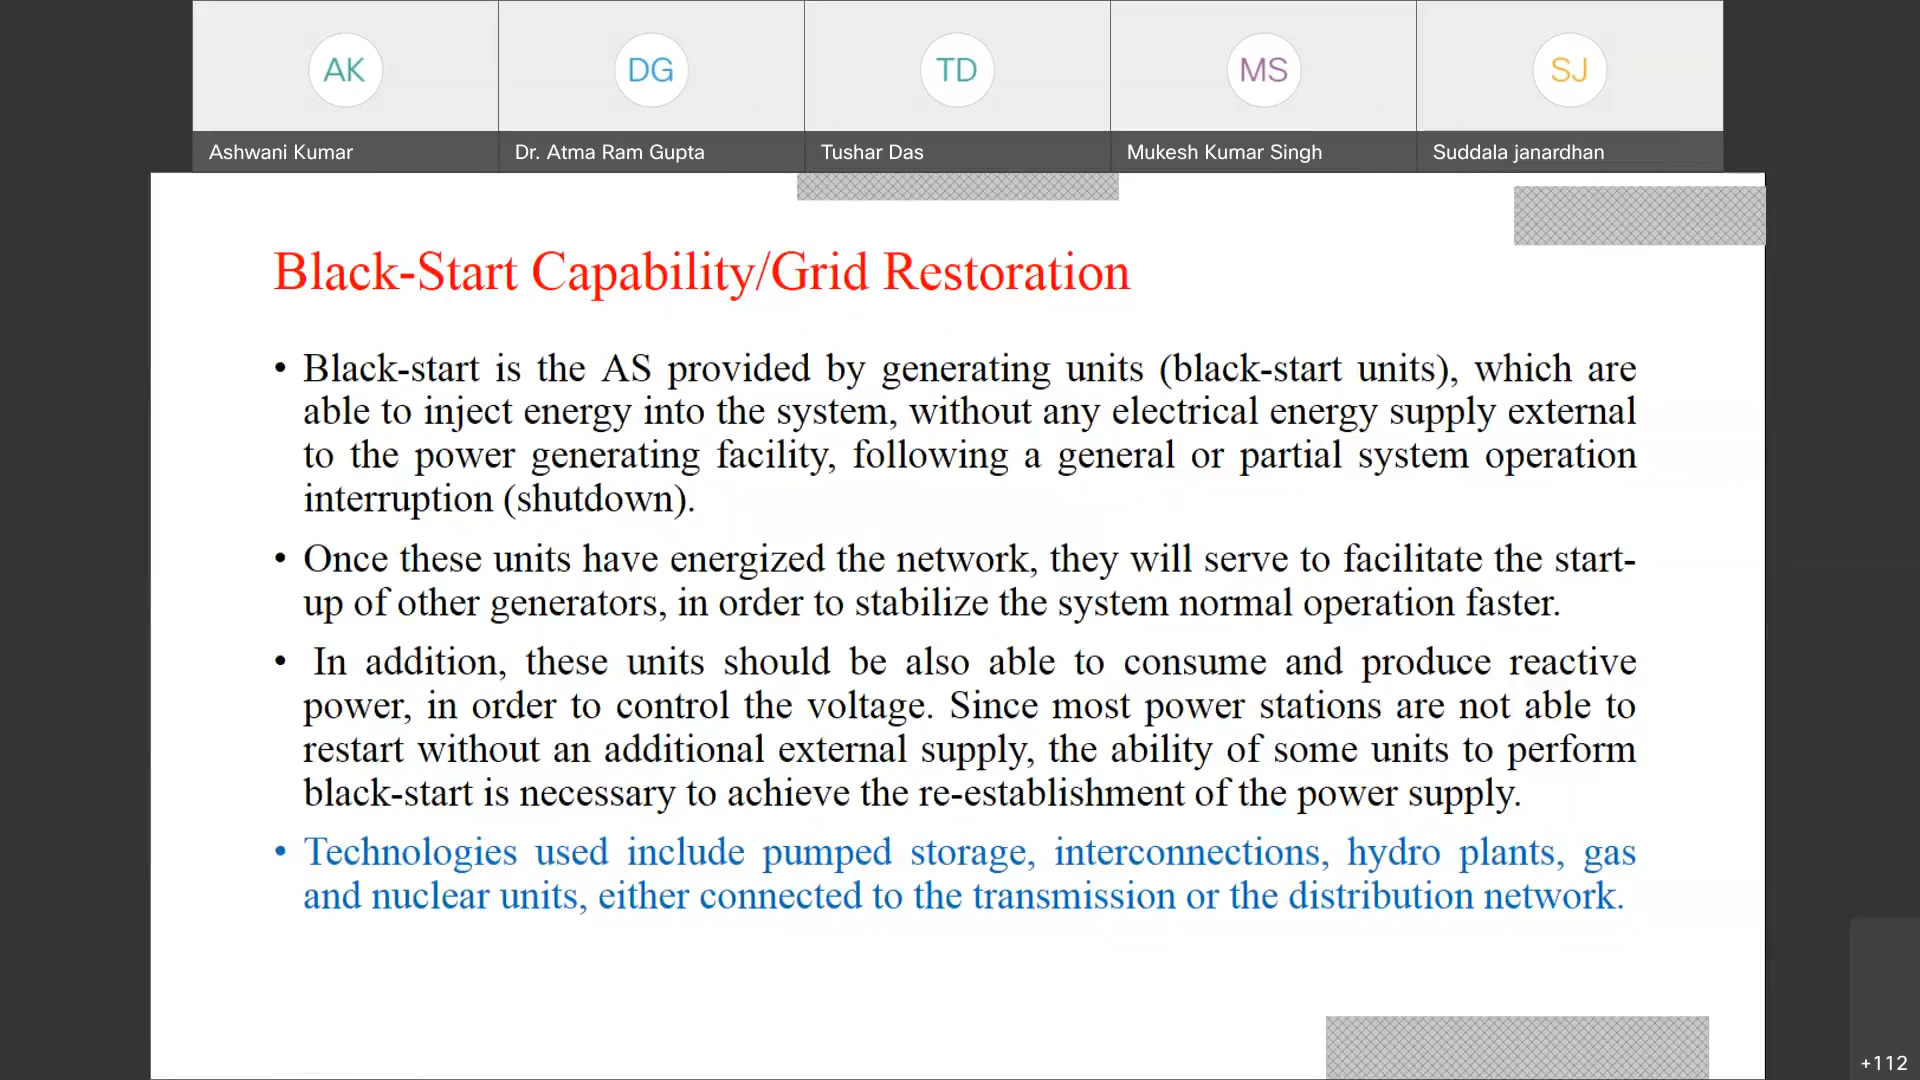 AK
DG
TD
MS
SJ
Ashwani Kumar
Dr. Atma Ram Gupta
Tushar Das
Mukesh Kumar Singh
Suddala janardhan
Black-Start Capability/Grid Restoration
• Black-start is the AS provided by generating units (black-start units), which are
able to inject energy into the system, without any electrical energy supply external
to the power generating facility, following a general or partial system operation
interruption (shutdown).
• Once these units have energized the network, they will serve to facilitate the start-
up of other generators, in order to stabilize the system normal operation faster.
• In addition, these units should be also able to consume and produce reactive
power, in order to control the voltage. Since most power stations are not able to
restart without an additional external supply, the ability of some units to perform
black-start is necessary to achieve the re-establishment of the power supply.
• Technologies used include pumped storage, interconnections, hydro plants, gas
and nuclear units, either connected to the transmission or the distribution network.
+112